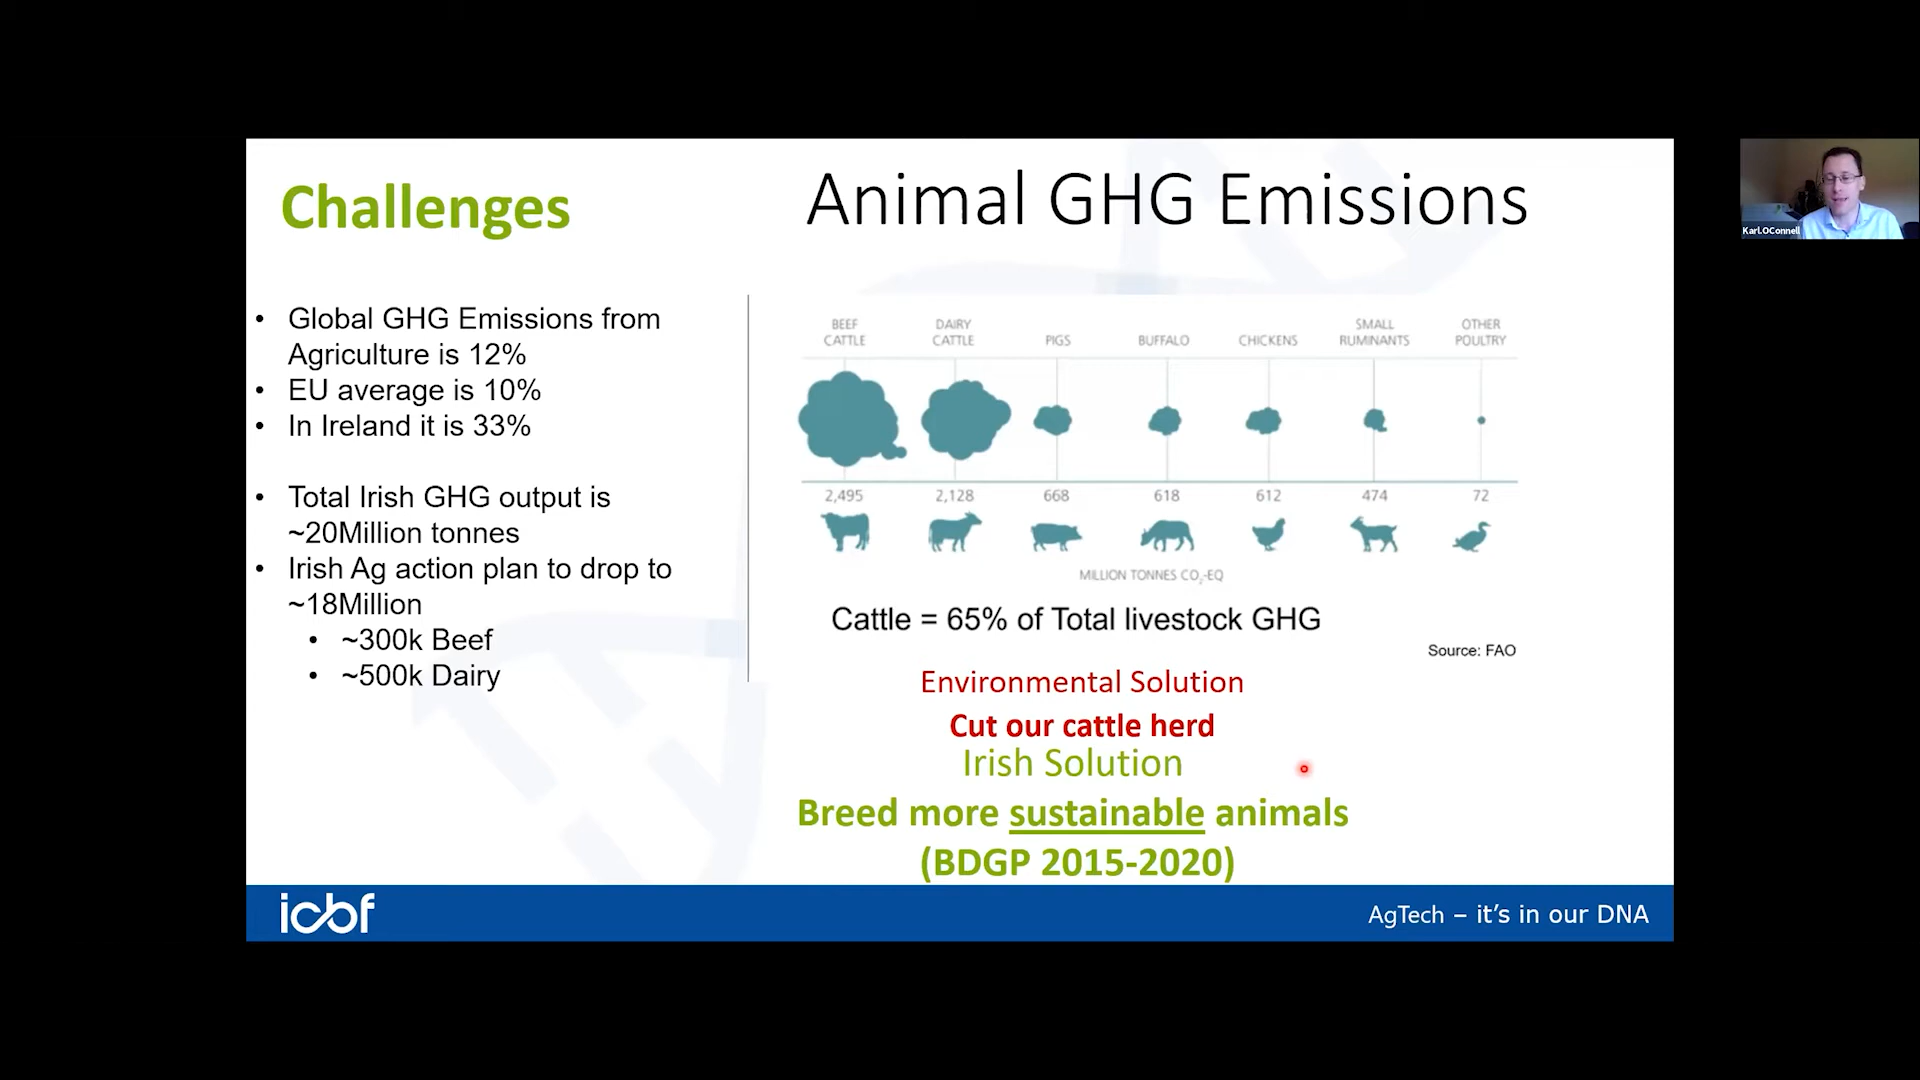 Challenges
Animal GHG Emissions
• Global GHG Emissions from
Agriculture is 12%
• EU average is 10%
• In Ireland it is 33%
• Total Irish GHG output is
~20Million tonnes
• Irish Ag action plan to drop to
~18Million
• ~300k Beef
• ~500k Dairy
BEEF CATTLE
DAIRY CATTLE
PIGS
BUFFALO
CHICKENS
SMALL RUMINANTS
OTHER POULTRY
2,495 2,128 668 618 612 474 72
MILLION TONNES CO2-EQ
Cattle = 65% of Total livestock GHG
Source: FAO
Environmental Solution
Cut our cattle herd
Irish Solution
Breed more sustainable animals
(BDGP 2015-2020)
icbf
AgTech – it's in our DNA
Karl.OConnell